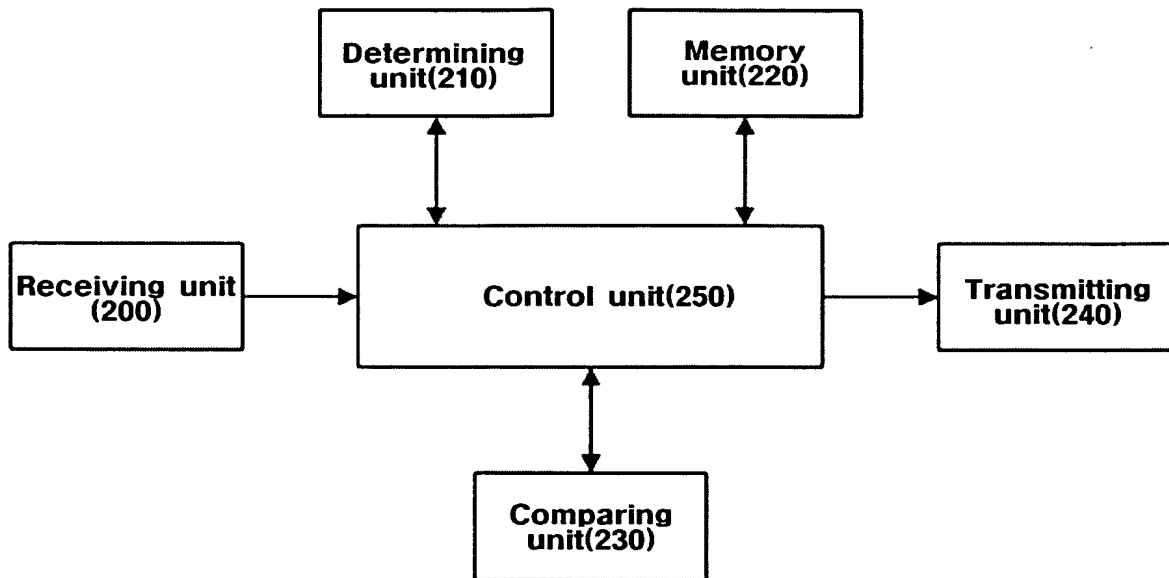 Determining
unit(210)
Memory
unit(220)
Receiving unit
(200)
Control unit(250)
Transmitting
unit(240)
Comparing
unit(230)